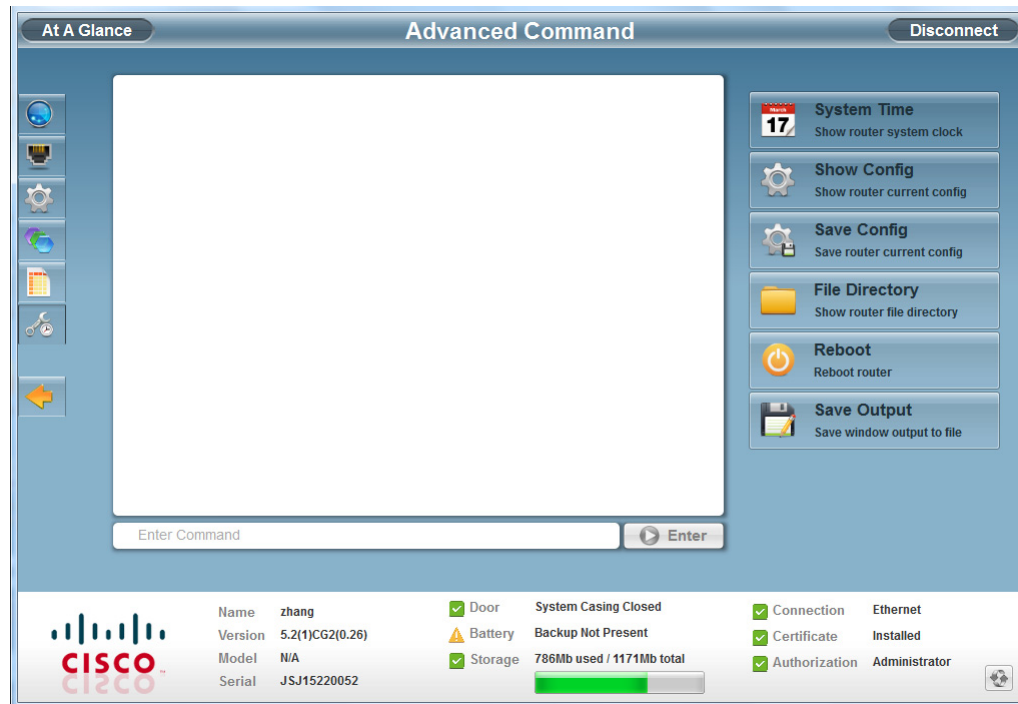 At A Glance
Advanced Command
Disconnect
March
17
System Time
Show router system clock
Show Config
Show router current config
Save Config
Save router current config
File Directory
Show router file directory
Reboot
Reboot router
Save Output
Save window output to file
Enter Command
Enter
CISCO
Name zhang
Version 5.2(1)CG2(0.26)
Model N/A
Serial JSJ15220052
Door System Casing Closed
Battery Backup Not Present
Storage 786Mb used / 1171Mb total
Connection Ethernet
Certificate Installed
Authorization Administrator